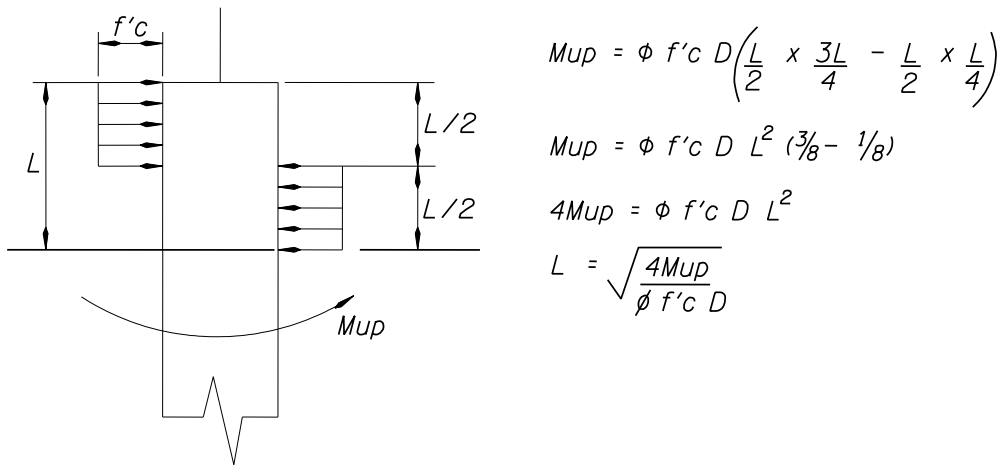 f'c
L
L/2
L/2
Mup
Mup = φ f'c D(L/2 x 3L/4 - L/2 x L/4)
Mup = φ f'c D L² (3/8 - 1/8)
4Mup = φ f'c D L²
L = √(4Mup / φ f'c D)